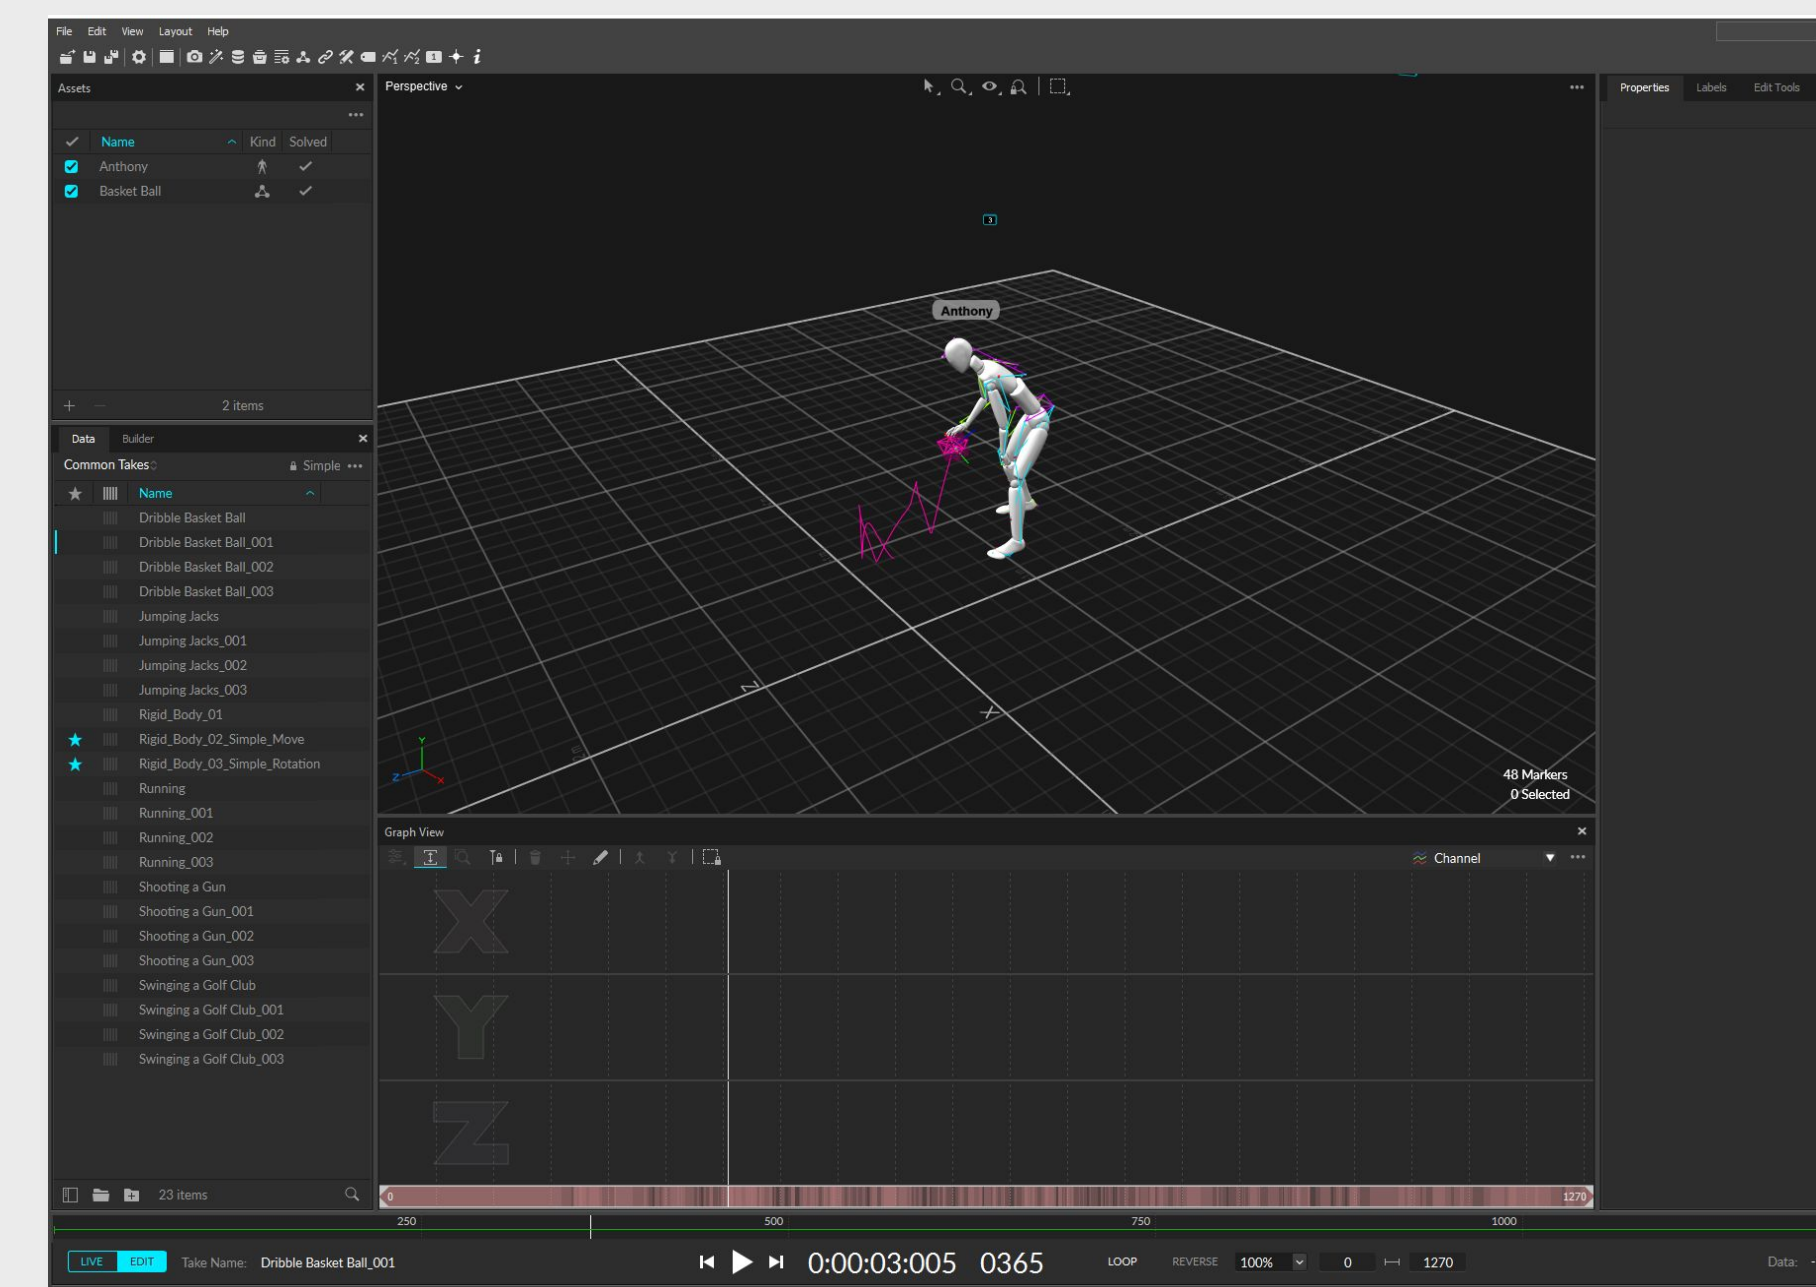 File Edit View Layout Help
Assets
Name Kind Solved
Anthony
Basket Ball
2 items
Data Builder
Common Takes Simple
Name
Dribble Basket Ball
Dribble Basket Ball_001
Dribble Basket Ball_002
Dribble Basket Ball_003
Jumping Jacks
Jumping Jacks_001
Jumping Jacks_002
Jumping Jacks_003
Rigid_Body_01
Rigid_Body_02_Simple_Move
Rigid_Body_03_Simple_Rotation
Running
Running_001
Running_002
Running_003
Shooting a Gun
Shooting a Gun_001
Shooting a Gun_002
Shooting a Gun_003
Swinging a Golf Club
Swinging a Golf Club_001
Swinging a Golf Club_002
Swinging a Golf Club_003
23 items
Perspective
3
Anthony
Z
X
Y
Z X
48 Markers
0 Selected
Graph View
Channel
X
Y
Z
0 1270
Properties Labels Edit Tools
250 500 750 1000
LIVE EDIT Take Name: Dribble Basket Ball_001 0:00:03:005 0365 LOOP REVERSE 100% 0 1270 Data: